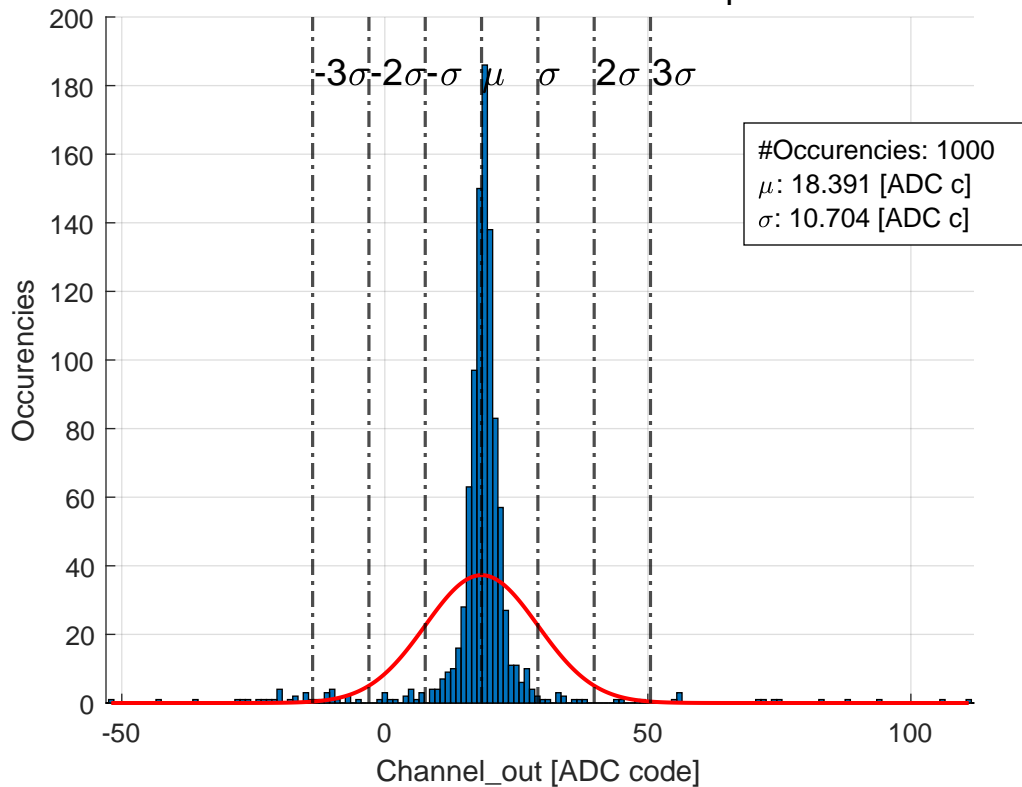 200
180
160
140
120
100
80
60
40
20
0
Occurencies
-3σ -2σ -σ μ σ 2σ 3σ
#Occurencies: 1000
μ: 18.391 [ADC c]
σ: 10.704 [ADC c]
-50 0 50 100
Channel_out [ADC code]